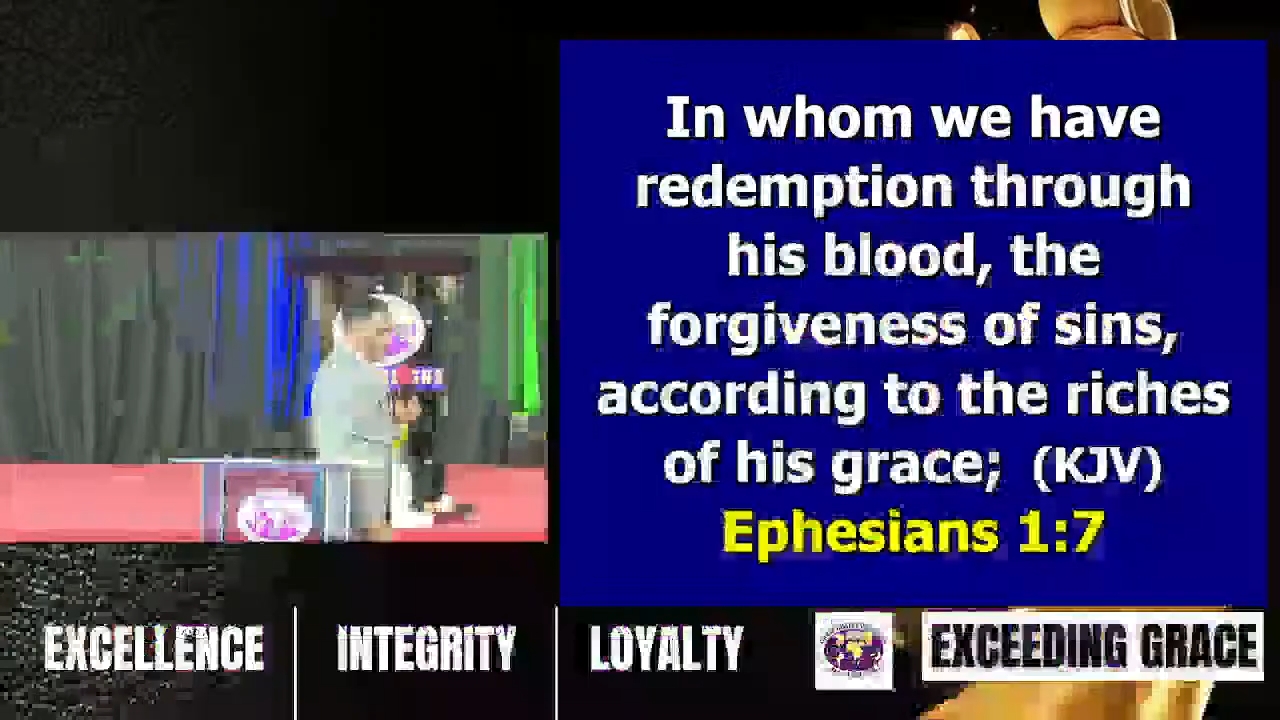 In whom we have
redemption through
his blood, the
forgiveness of sins,
according to the riches
of his grace; (KJV)
Ephesians 1:7
EXCELLENCE
INTEGRITY
LOYALTY
EXCEEDING GRACE